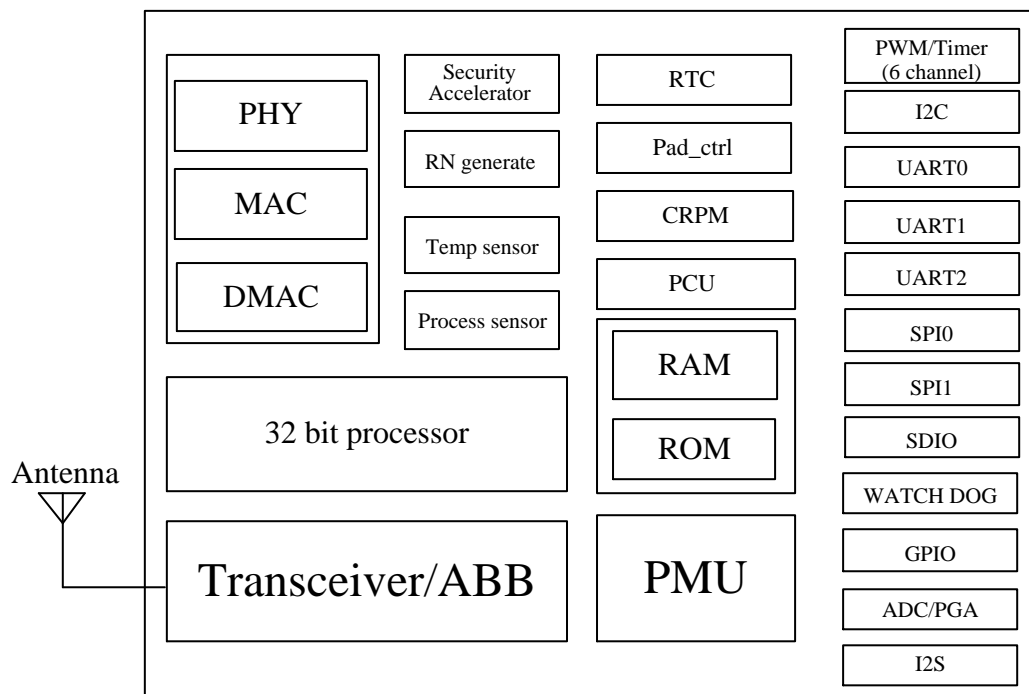 PHY
MAC
DMAC
Security
Accelerator
RN generate
Temp sensor
Process sensor
RTC
Pad_ctrl
CRPM
PCU
RAM
ROM
32 bit processor
Antenna
Transceiver/ABB
PMU
PWM/Timer
(6 channel)
I2C
UART0
UART1
UART2
SPI0
SPI1
SDIO
WATCH DOG
GPIO
ADC/PGA
I2S